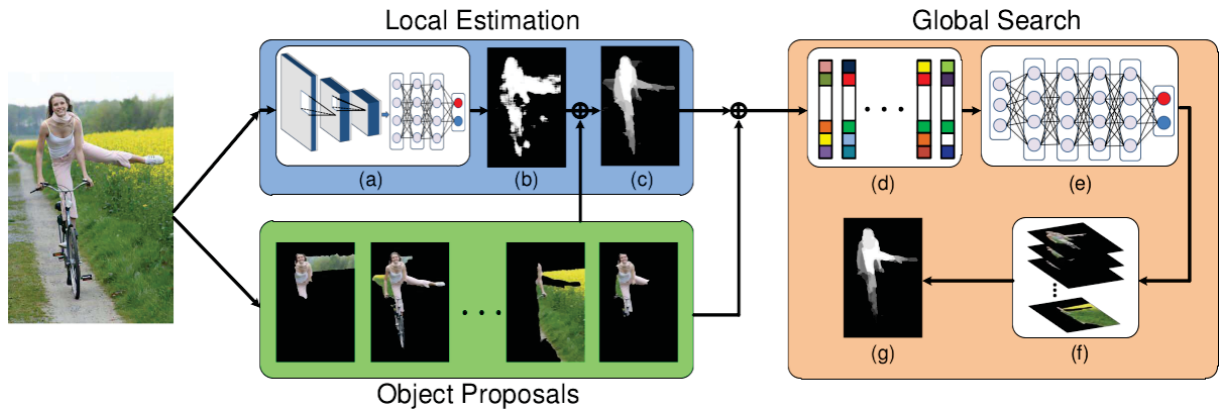 Local Estimation
Global Search
(a)
(b)
(c)
(d)
(e)
(g)
(f)
Object Proposals